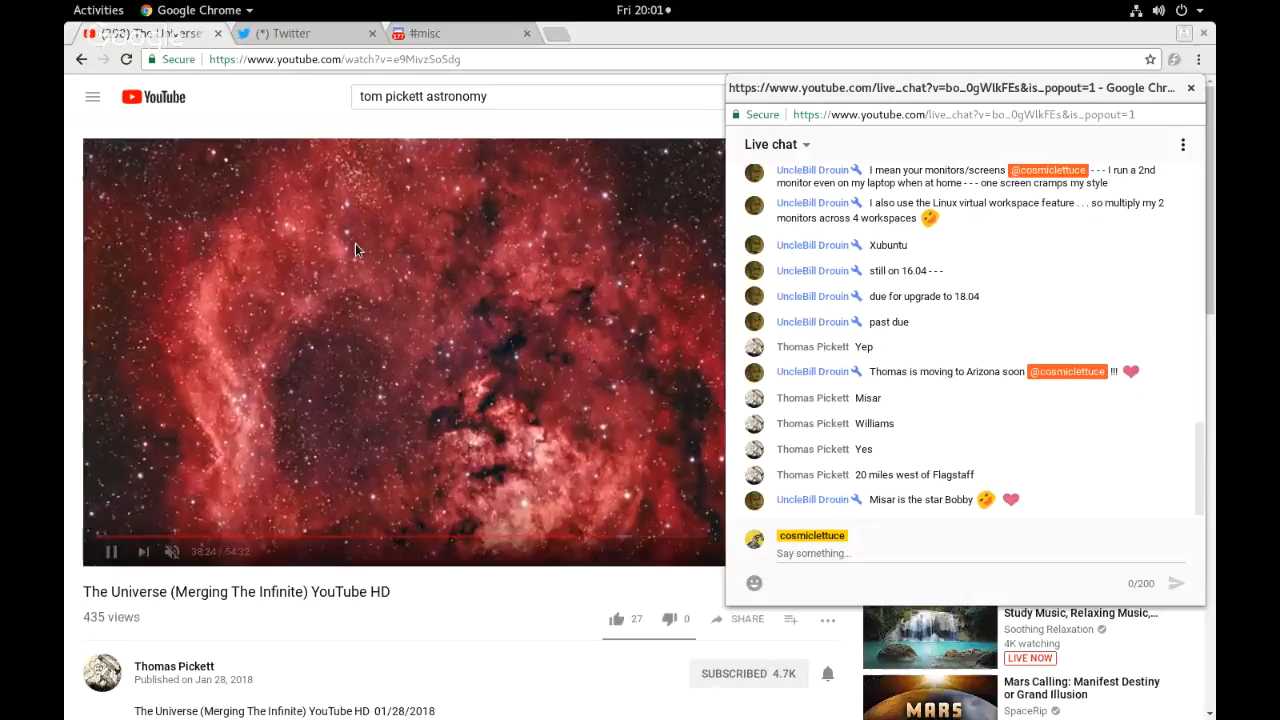 Activities
Google Chrome
Fri 20:01
The Universe
Google
(*) Twitter
#misc
Secure
https://www.youtube.com/watch?v=e9MivzSoSdg
YouTube
tom pickett astronomy
https://www.youtube.com/live_chat?v=bo_0gWlkFEs&is_popout=1 - Google Chr...
Secure
https://www.youtube.com/live_chat?v=bo_0gWlkFEs&is_popout=1
Live chat
UncleBill Drouin I mean your monitors/screens @cosmiclettuce - - - I run a 2nd
monitor even on my laptop when at home - - - one screen cramps my style
UncleBill Drouin I also use the Linux virtual workspace feature . . . so multiply my 2
monitors across 4 workspaces
UncleBill Drouin Xubuntu
UncleBill Drouin still on 16.04 - - -
UncleBill Drouin due for upgrade to 18.04
UncleBill Drouin past due
Thomas Pickett Yep
UncleBill Drouin Thomas is moving to Arizona soon @cosmiclettuce !!!
Thomas Pickett Misar
Thomas Pickett Williams
Thomas Pickett Yes
Thomas Pickett 20 miles west of Flagstaff
UncleBill Drouin Misar is the star Bobby
cosmiclettuce
Say something...
0/200
38:24 / 54:32
The Universe (Merging The Infinite) YouTube HD
435 views
27
0
SHARE
Thomas Pickett
Published on Jan 28, 2018
SUBSCRIBED 4.7K
The Universe (Merging The Infinite) YouTube HD 01/28/2018
Study Music, Relaxing Music,...
Soothing Relaxation
4K watching
LIVE NOW
Mars Calling: Manifest Destiny
or Grand Illusion
SpaceRip
MARS